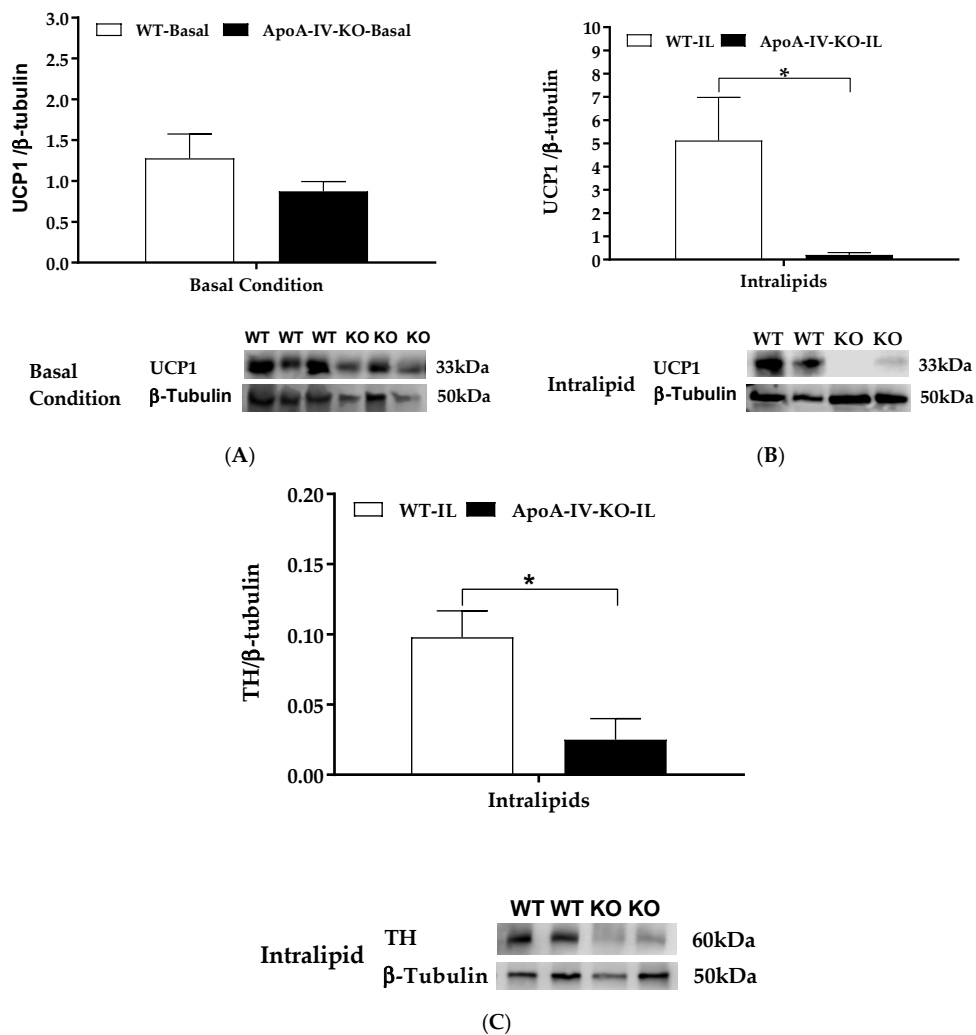 WT-Basal ApoA-IV-KO-Basal
3.0
2.5
2.0
1.5
1.0
0.5
0.0
UCP1 /β-tubulin
Basal Condition
WT WT WT KO KO KO
Basal Condition
UCP1 33kDa
β-Tubulin 50kDa
(A)
WT-IL ApoA-IV-KO-IL
10
9
8
7
6
5
4
3
2
1
0
UCP1 /β-tubulin
*
Intralipids
WT WT KO KO
Intralipid
UCP1 33kDa
β-Tubulin 50kDa
(B)
WT-IL ApoA-IV-KO-IL
0.20
0.15
0.10
0.05
0.00
TH/β-tubulin
*
Intralipids
WT WT KO KO
Intralipid
TH 60kDa
β-Tubulin 50kDa
(C)